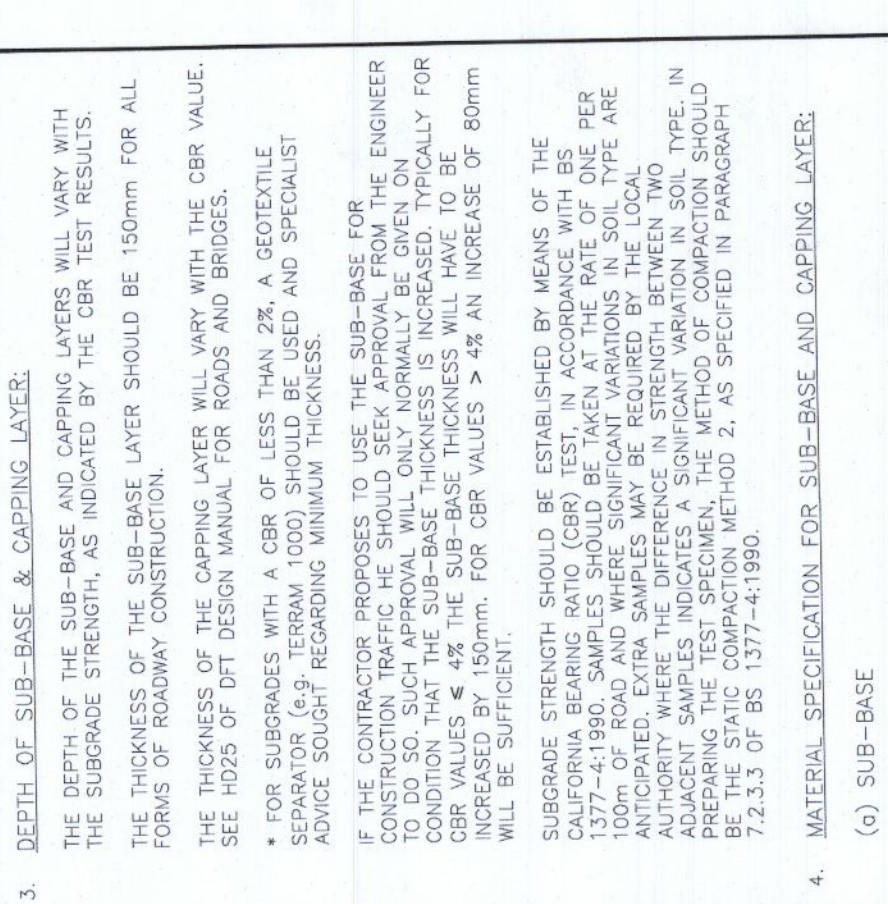 3. DEPTH OF SUB-BASE & CAPPING LAYER:
THE DEPTH OF THE SUB-BASE AND CAPPING LAYERS WILL VARY WITH
THE SUBGRADE STRENGTH, AS INDICATED BY THE CBR TEST RESULTS.
THE THICKNESS OF THE SUB-BASE LAYER SHOULD BE 150mm FOR ALL
FORMS OF ROADWAY CONSTRUCTION.
THE THICKNESS OF THE CAPPING LAYER WILL VARY WITH THE CBR VALUE.
SEE HD25 OF DFT DESIGN MANUAL FOR ROADS AND BRIDGES.
* FOR SUBGRADES WITH A CBR OF LESS THAN 2%, A GEOTEXTILE
SEPARATOR (e.g. TERRAM 1000) SHOULD BE USED AND SPECIALIST
ADVICE SOUGHT REGARDING MINIMUM THICKNESS.
IF THE CONTRACTOR PROPOSES TO USE THE SUB-BASE FOR
CONSTRUCTION TRAFFIC HE SHOULD SEEK APPROVAL FROM THE ENGINEER
TO DO SO. SUCH APPROVAL WILL ONLY NORMALLY BE GIVEN ON
CONDITION THAT THE SUB-BASE THICKNESS IS INCREASED. TYPICALLY FOR
CBR VALUES ⩽ 4% THE SUB-BASE THICKNESS WILL HAVE TO BE
INCREASED BY 150mm. FOR CBR VALUES > 4% AN INCREASE OF 80mm
WILL BE SUFFICIENT.
SUBGRADE STRENGTH SHOULD BE ESTABLISHED BY MEANS OF THE
CALIFORNIA BEARING RATIO (CBR) TEST, IN ACCORDANCE WITH BS
1377-4:1990. SAMPLES SHOULD BE TAKEN AT THE RATE OF ONE PER
100m OF ROAD AND WHERE SIGNIFICANT VARIATIONS IN SOIL TYPE ARE
ANTICIPATED. EXTRA SAMPLES MAY BE REQUIRED BY THE LOCAL
AUTHORITY WHERE THE DIFFERENCE IN STRENGTH BETWEEN TWO
ADJACENT SAMPLES INDICATES A SIGNIFICANT VARIATION IN SOIL TYPE. IN
PREPARING THE TEST SPECIMEN, THE METHOD OF COMPACTION SHOULD
BE THE STATIC COMPACTION METHOD 2, AS SPECIFIED IN PARAGRAPH
7.2.3.3 OF BS 1377-4:1990.
4. MATERIAL SPECIFICATION FOR SUB-BASE AND CAPPING LAYER:
(a) SUB-BASE